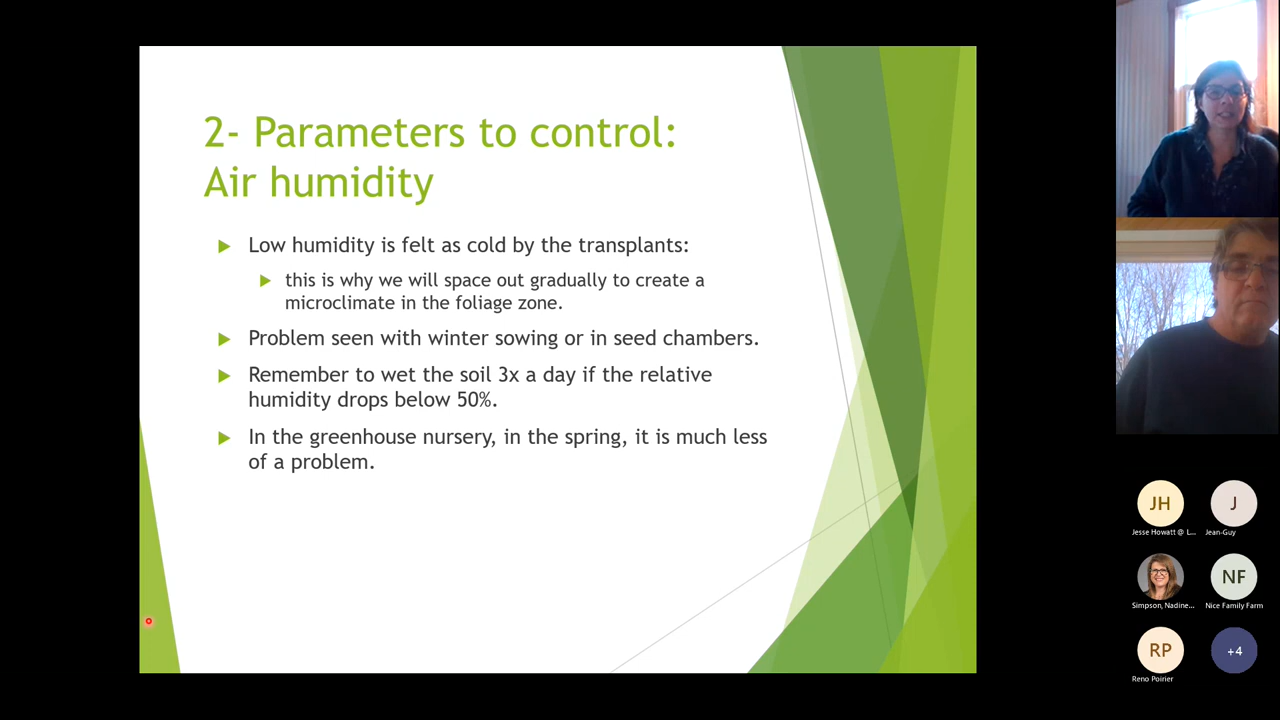 2- Parameters to control:
Air humidity
Low humidity is felt as cold by the transplants:
this is why we will space out gradually to create a
microclimate in the foliage zone.
Problem seen with winter sowing or in seed chambers.
Remember to wet the soil 3x a day if the relative
humidity drops below 50%.
In the greenhouse nursery, in the spring, it is much less
of a problem.
JH
Jesse Howatt @ L...
J
Jean-Guy
Simpson, Nadine...
NF
Nice Family Farm
RP
Reno Poirier
+4